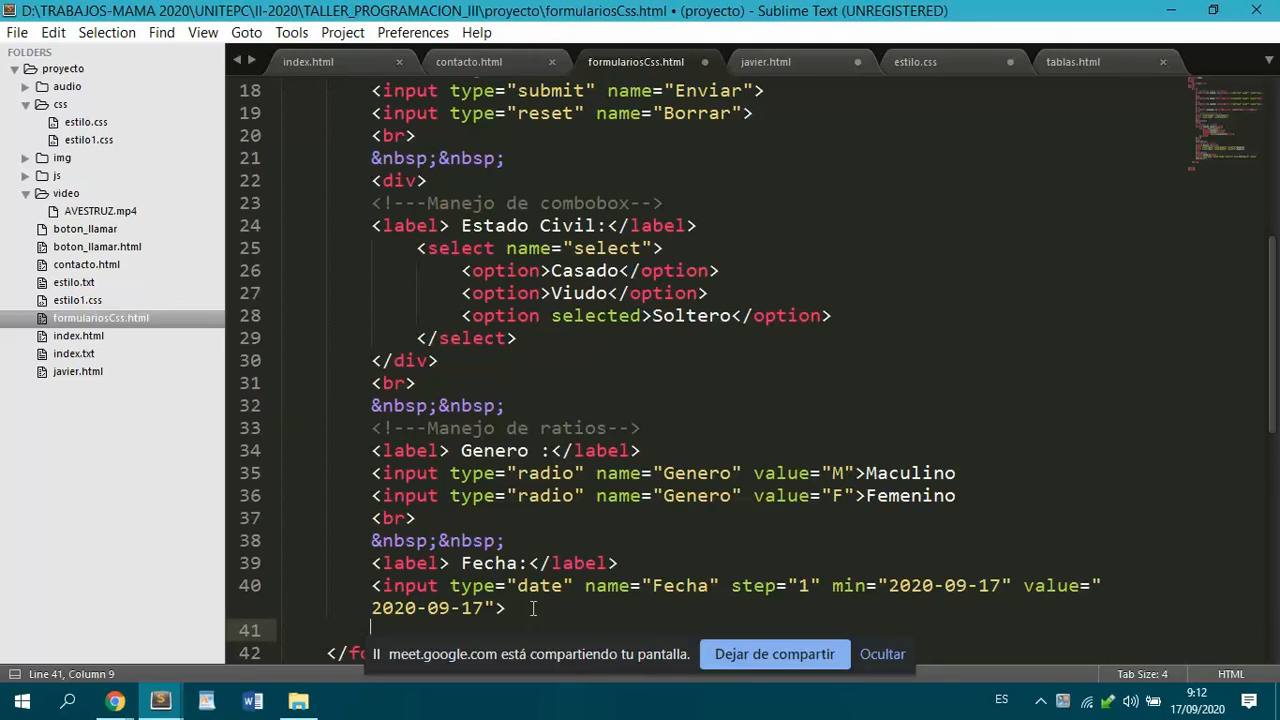 D:\TRABAJOS-MAMA 2020\UNITEPC\II-2020\TALLER_PROGRAMACION_III\proyecto\formulariosCss.html • (proyecto) - Sublime Text (UNREGISTERED)
File Edit Selection Find View Goto Tools Project Preferences Help
FOLDERS
proyecto
audio
css
estilo.css
estilo1.css
img
js
video
AVESTRUZ.mp4
boton_llamar
boton_llamar.html
contacto.html
estilo.txt
estilo1.css
formulariosCss.html
index.html
index.txt
javier.html
index.html contacto.html formulariosCss.html javier.html estilo.css tablas.html
18 <input type="submit" name="Enviar">
19 <input type="reset" name="Borrar">
20 <br>
21 &nbsp;&nbsp;
22 <div>
23 <!---Manejo de combobox-->
24 <label> Estado Civil:</label>
25 <select name="select">
26 <option>Casado</option>
27 <option>Viudo</option>
28 <option selected>Soltero</option>
29 </select>
30 </div>
31 <br>
32 &nbsp;&nbsp;
33 <!---Manejo de ratios-->
34 <label> Genero :</label>
35 <input type="radio" name="Genero" value="M">Maculino
36 <input type="radio" name="Genero" value="F">Femenino
37 <br>
38 &nbsp;&nbsp;
39 <label> Fecha:</label>
40 <input type="date" name="Fecha" step="1" min="2020-09-17" value="
2020-09-17">
41
42 </fo
meet.google.com está compartiendo tu pantalla. Dejar de compartir Ocultar
Line 41, Column 9 Tab Size: 4 HTML
ES 9:12
17/09/2020